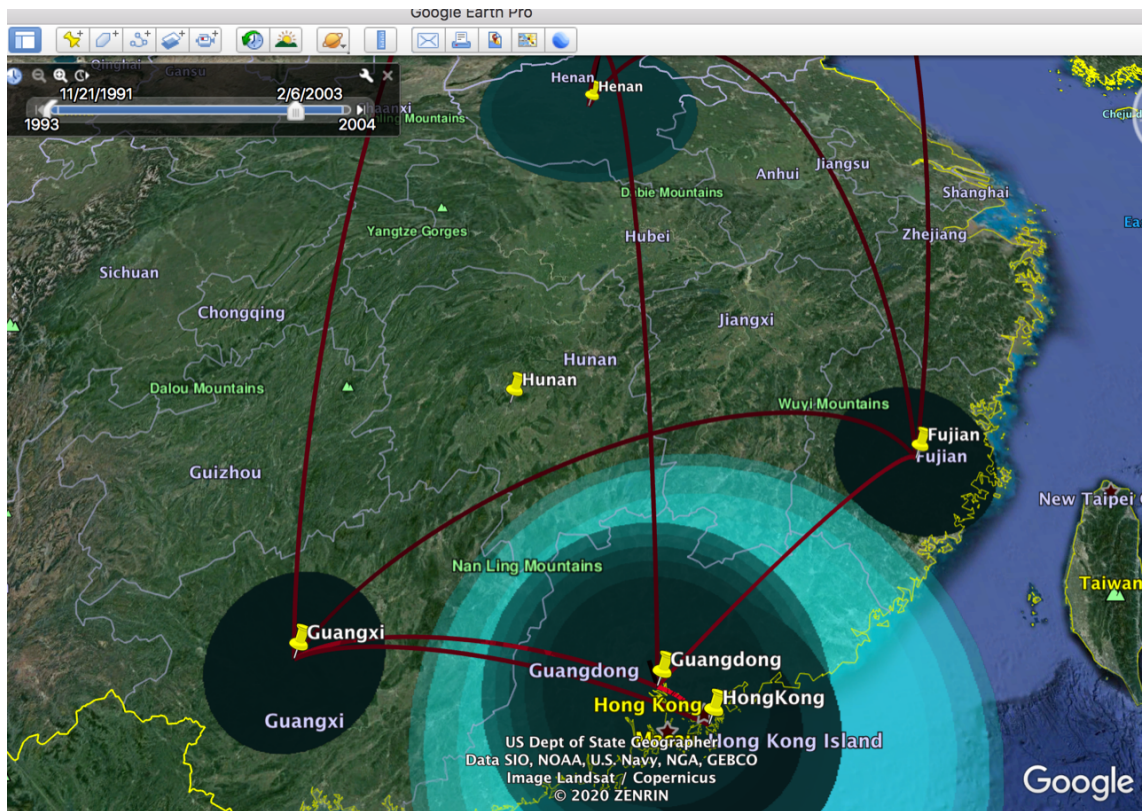 Google Earth Pro
Qinghai
Gansu
11/21/1991 2/6/2003
1993 2004
Henan
Henan
Cheju
Jiangsu
Anhui
Dabie Mountains
Shanghai
Yangtze Gorges
Hubei
Zhejiang
Sichuan
Chongqing
Jiangxi
Hunan
Hunan
Dalou Mountains
Wuyi Mountains
Fujian
Fujian
Guizhou
New Taipei
Nan Ling Mountains
Taiwan
Guangxi
Guangdong
Guangdong
Hong Kong
HongKong
Guangxi
Hong Kong Island
US Dept of State Geographer
Data SIO, NOAA, U.S. Navy, NGA, GEBCO
Image Landsat / Copernicus
© 2020 ZENRIN
Google